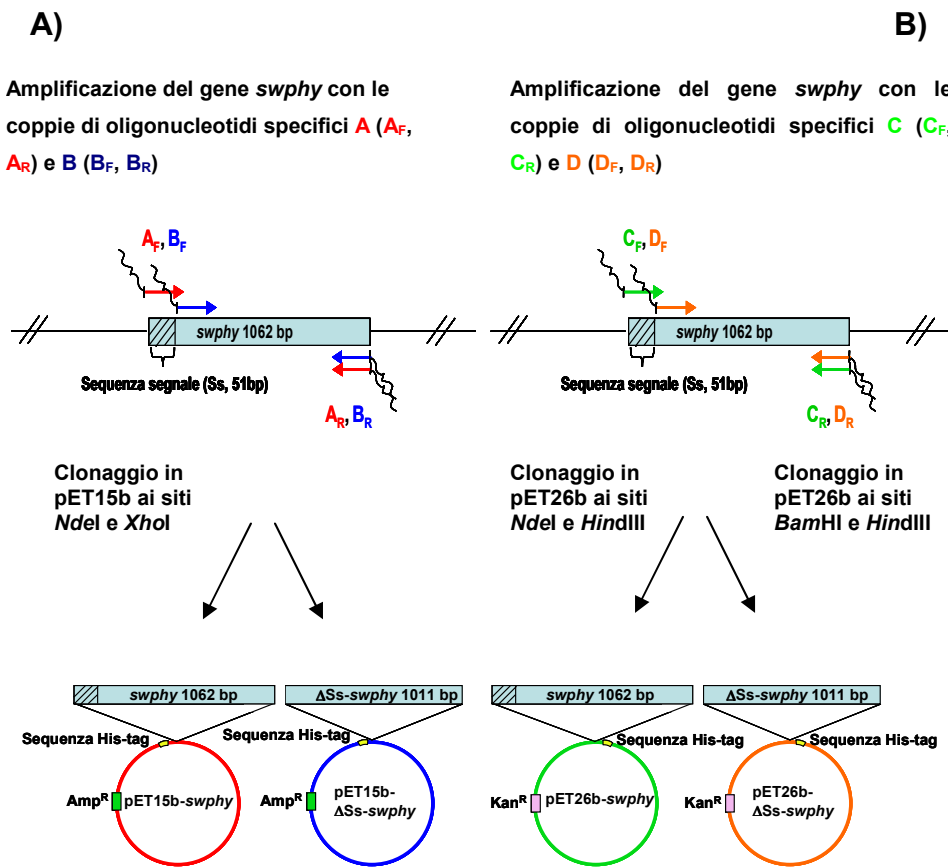 A)
Amplificazione del gene swphy con le
coppie di oligonucleotidi specifici A (AF,
AR) e B (BF, BR)
AF, BF
swphy 1062 bp
Sequenza segnale (Ss, 51bp)
AR, BR
Clonaggio in
pET15b ai siti
NdeI e XhoI
swphy 1062 bp
ΔSs-swphy 1011 bp
Sequenza His-tag
Sequenza His-tag
AmpR
pET15b-swphy
AmpR
pET15b-
ΔSs-swphy
B)
Amplificazione del gene swphy con le
coppie di oligonucleotidi specifici C (CF,
CR) e D (DF, DR)
CF, DF
swphy 1062 bp
Sequenza segnale (Ss, 51bp)
CR, DR
Clonaggio in
pET26b ai siti
NdeI e HindIII
Clonaggio in
pET26b ai siti
BamHI e HindIII
swphy 1062 bp
ΔSs-swphy 1011 bp
Sequenza His-tag
Sequenza His-tag
KanR
pET26b-swphy
KanR
pET26b-
ΔSs-swphy